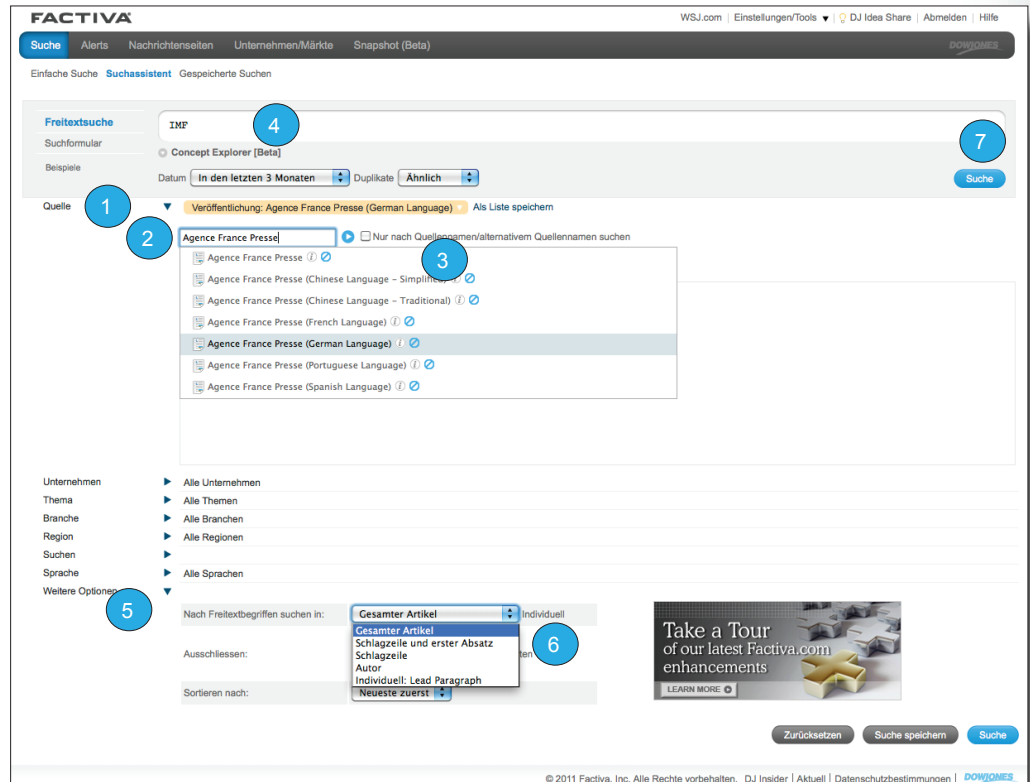 FACTIVA
WSJ.com | Einstellungen/Tools ▼ | DJ Idea Share | Abmelden | Hilfe
Suche Alerts Nachrichtenseiten Unternehmen/Märkte Snapshot (Beta) DOWJONES
Einfache Suche Suchassistent Gespeicherte Suchen
Freitextsuche
IMF
4
7
Suchformular
Concept Explorer [Beta]
Beispiele
Datum In den letzten 3 Monaten Duplikate Ähnlich
Suche
Quelle 1 ▼ Veröffentlichung: Agence France Presse (German Language) Als Liste speichern
2 Agence France Presse Nur nach Quellennamen/alternativem Quellennamen suchen
3
Agence France Presse
Agence France Presse (Chinese Language – Simplified)
Agence France Presse (Chinese Language – Traditional)
Agence France Presse (French Language)
Agence France Presse (German Language)
Agence France Presse (Portuguese Language)
Agence France Presse (Spanish Language)
Unternehmen ▶ Alle Unternehmen
Thema ▶ Alle Themen
Branche ▶ Alle Branchen
Region ▶ Alle Regionen
Suchen ▶
Sprache ▶ Alle Sprachen
Weitere Optionen ▼
5
Nach Freitextbegriffen suchen in: Gesamter Artikel Individuell
Gesamter Artikel
Schlagzeile und erster Absatz
6
Ausschliessen: Schlagzeile
Autor
Individuell: Lead Paragraph
Sortieren nach: Neueste zuerst
Take a Tour
of our latest Factiva.com
enhancements
LEARN MORE
Zurücksetzen Suche speichern Suche
© 2011 Factiva, Inc. Alle Rechte vorbehalten. DJ Insider | Aktuell | Datenschutzbestimmungen | DOWJONES